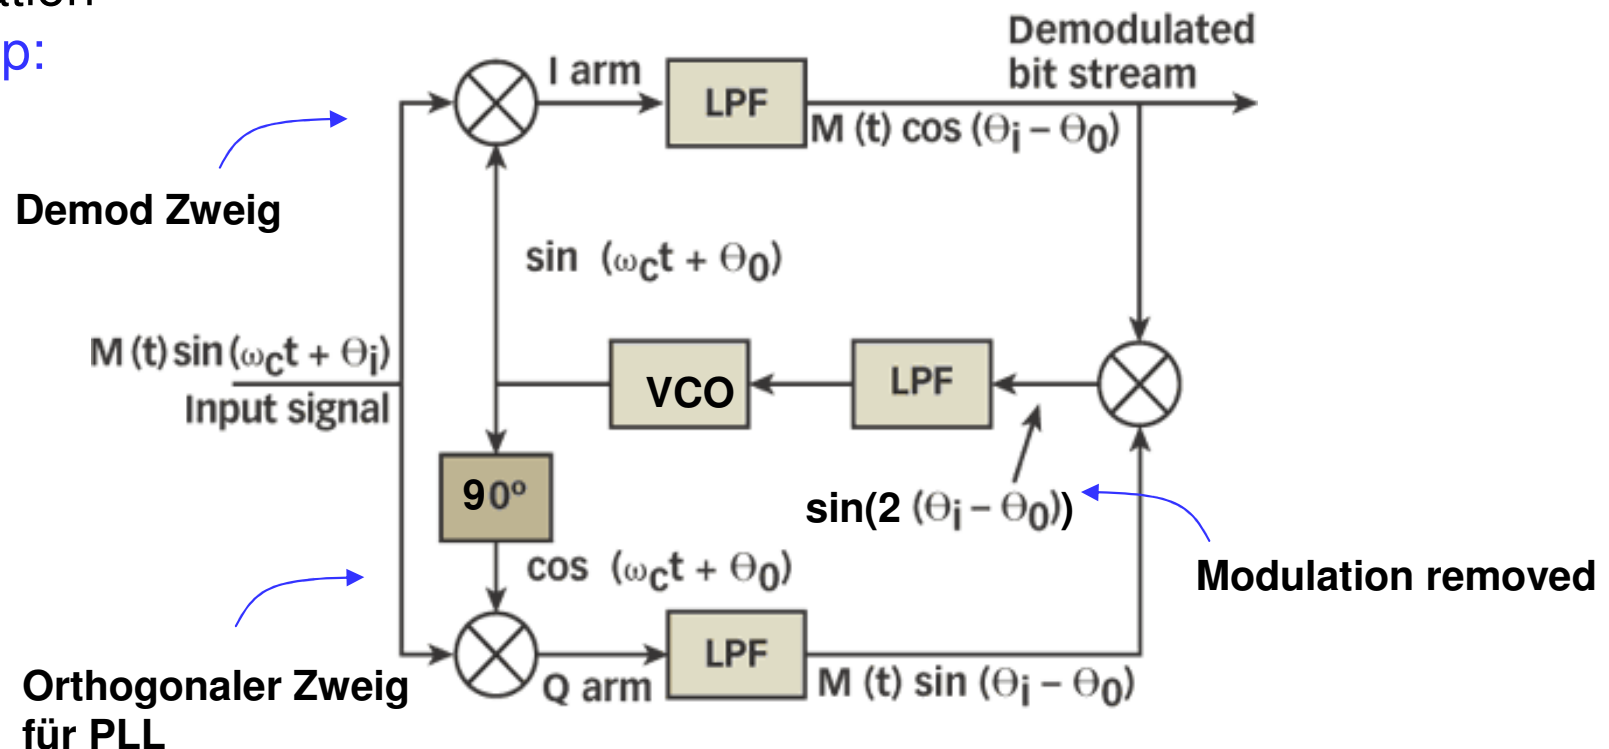 p:
Demodulated
bit stream
I arm
LPF
M (t) cos (Θi – Θ0)
Demod Zweig
sin (ωct + Θ0)
M (t) sin (ωct + Θi)
Input signal
VCO
LPF
90º
sin(2 (Θi – Θ0))
cos (ωct + Θ0)
Modulation removed
Orthogonaler Zweig
für PLL
Q arm
LPF
M (t) sin (Θi – Θ0)